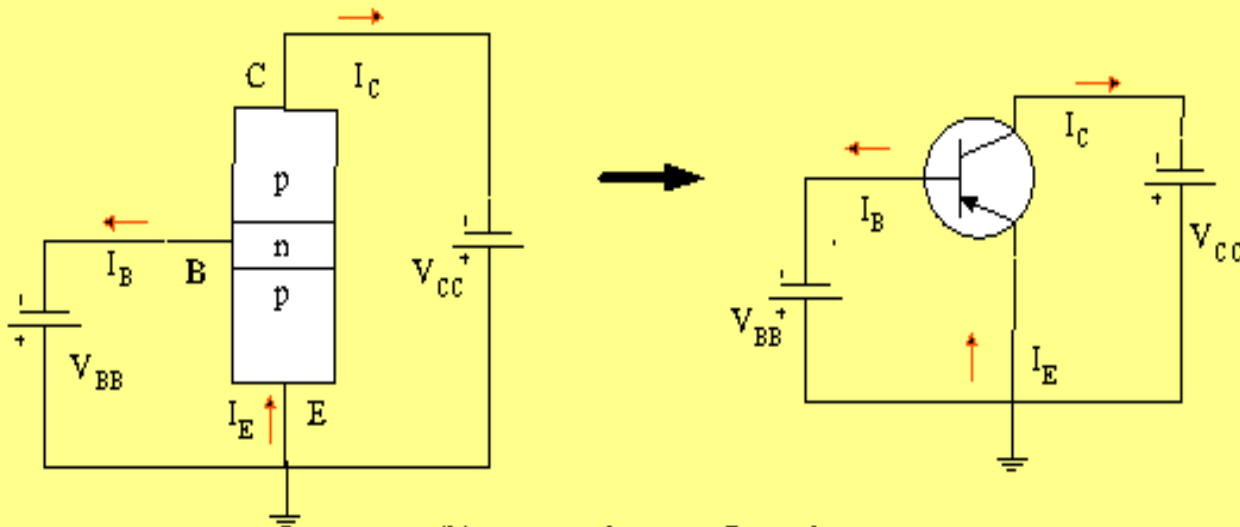 C
I_C
p
n
p
I_B
B
-
+
V_BB
-
+
V_CC
I_E
E
I_C
I_B
-
+
V_BB
-
+
V_CC
I_E